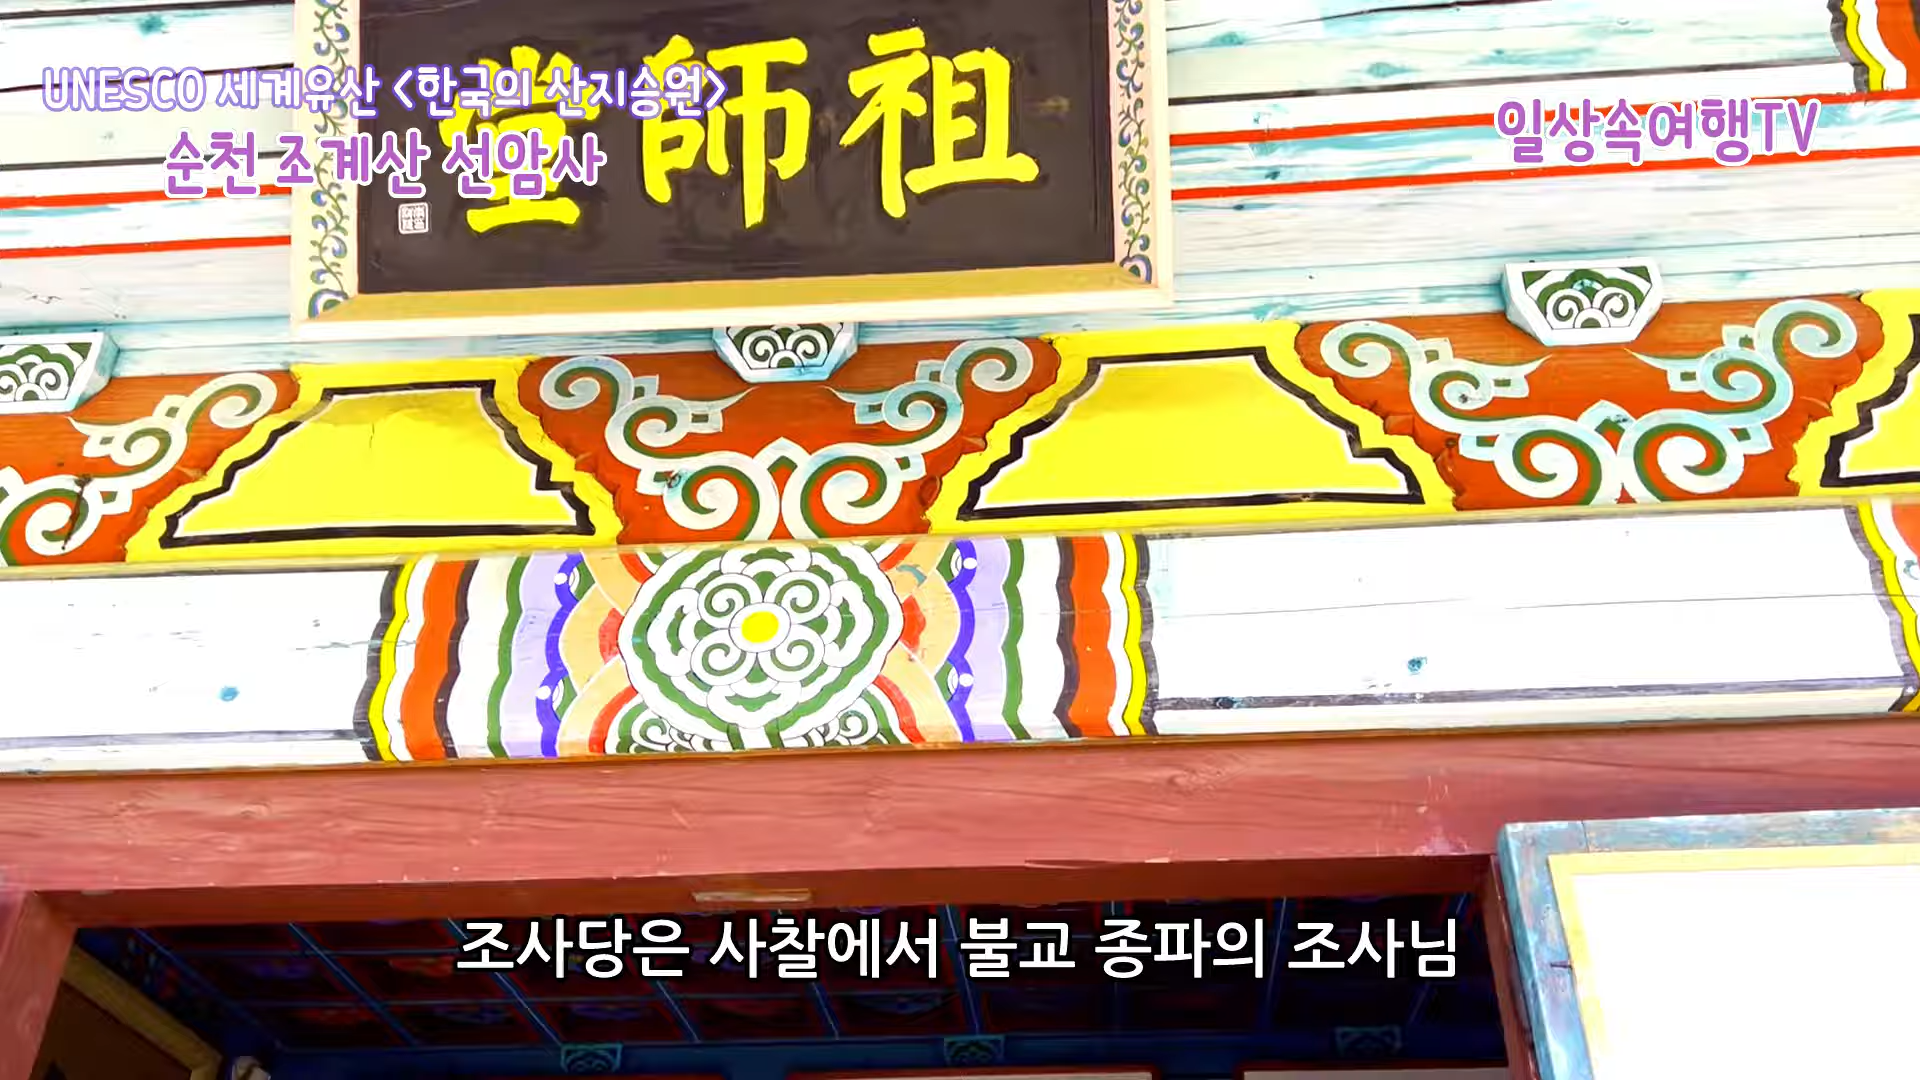 UNESCO 세계유산 <한국의 산지승원>
순천 조계산 선암사
일상속여행TV
祖師堂
조사당은 사찰에서 불교 종파의 조사님